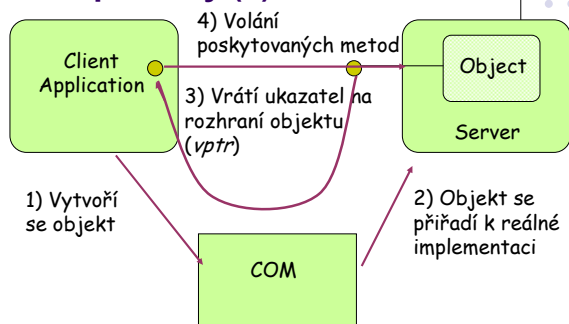 4) Volání
poskytovaných metod
Client
Application
Object
3) Vrátí ukazatel na
rozhraní objektu
(vptr)
Server
1) Vytvoří
se objekt
2) Objekt se
přiřadí k reálné
implementaci
COM